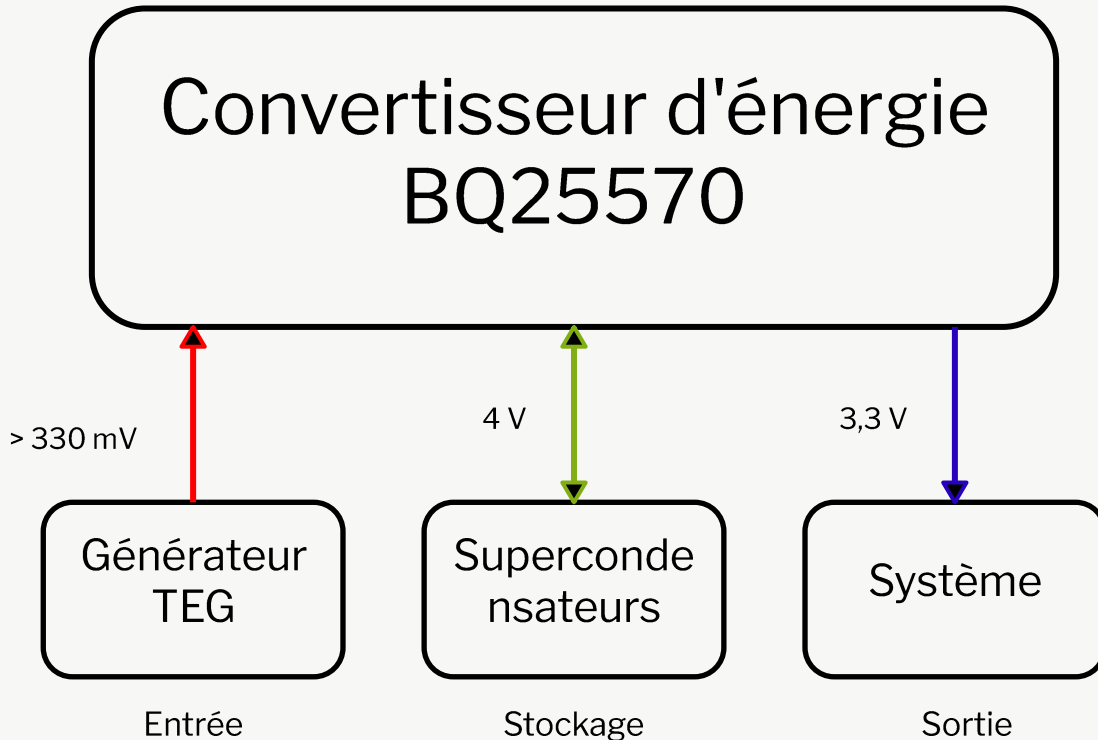 Convertisseur d'énergie
BQ25570
> 330 mV
4 V
3,3 V
Générateur
TEG
Superconde
nsateurs
Système
Entrée
Stockage
Sortie